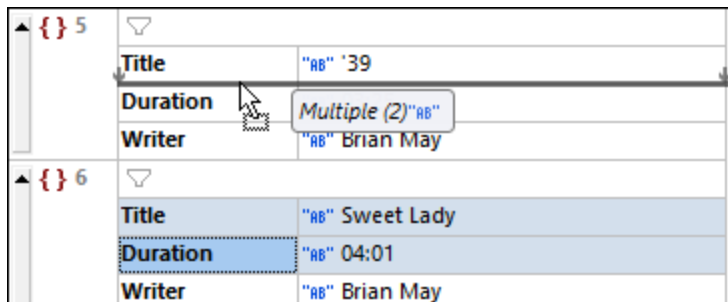 { } 5
Title "AB" '39
Duration
Multiple (2)"AB"
Writer "AB" Brian May
{ } 6
Title "AB" Sweet Lady
Duration "AB" 04:01
Writer "AB" Brian May